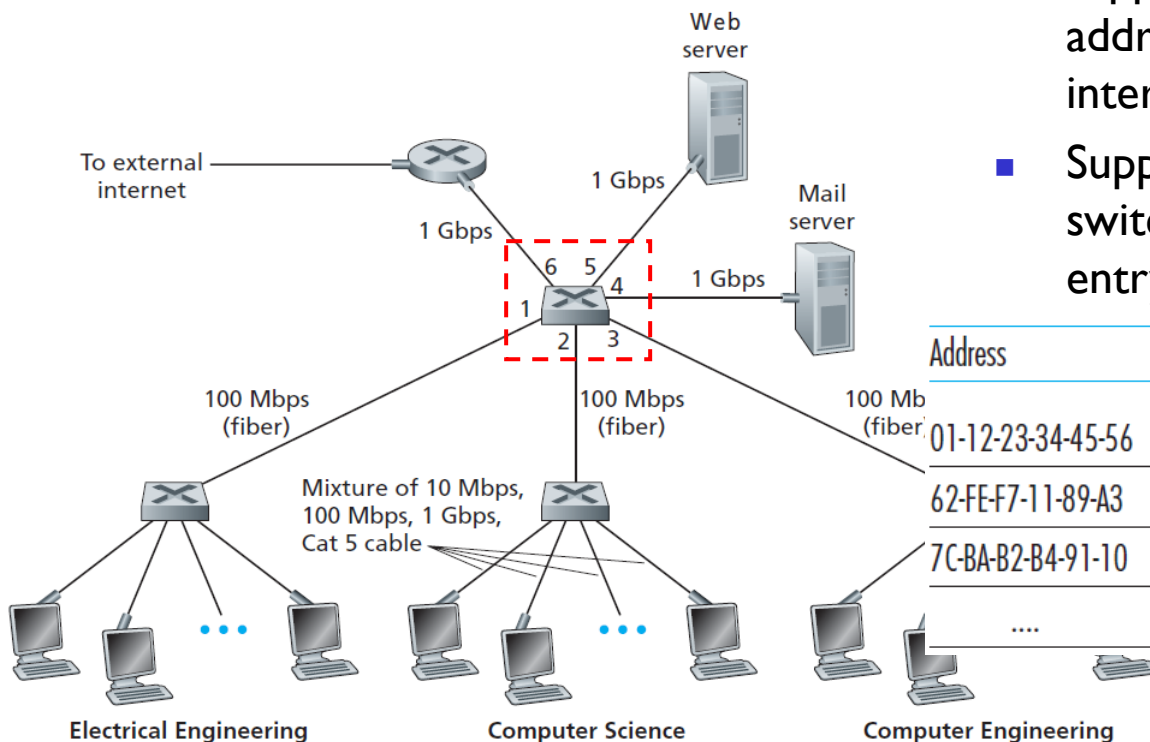 Web
server
To external
internet
1 Gbps
Mail
server
1 Gbps
6 5
4
1 Gbps
1
2 3
100 Mbps
(fiber)
100 Mbps
(fiber)
100 Mb
(fiber
Mixture of 10 Mbps,
100 Mbps, 1 Gbps,
Cat 5 cable
Electrical Engineering
Computer Science
Computer Engineering
addr
inter
Supp
swit
entry
Address
01-12-23-34-45-56
62-FE-F7-11-89-A3
7C-BA-B2-B4-91-10
....